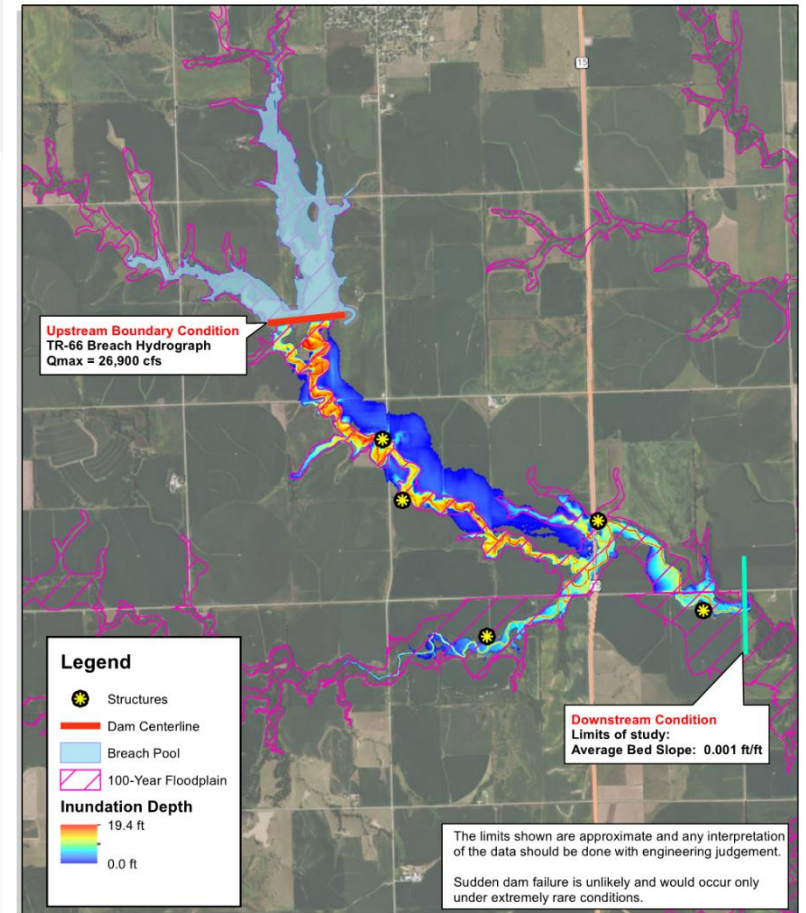 15
Upstream Boundary Condition
TR-66 Breach Hydrograph
Qmax = 26,900 cfs
Legend
Structures
Dam Centerline
Breach Pool
100-Year Floodplain
Inundation Depth
19.4 ft
0.0 ft
Downstream Condition
Limits of study:
Average Bed Slope: 0.001 ft/ft
The limits shown are approximate and any interpretation
of the data should be done with engineering judgement.
Sudden dam failure is unlikely and would occur only
under extremely rare conditions.